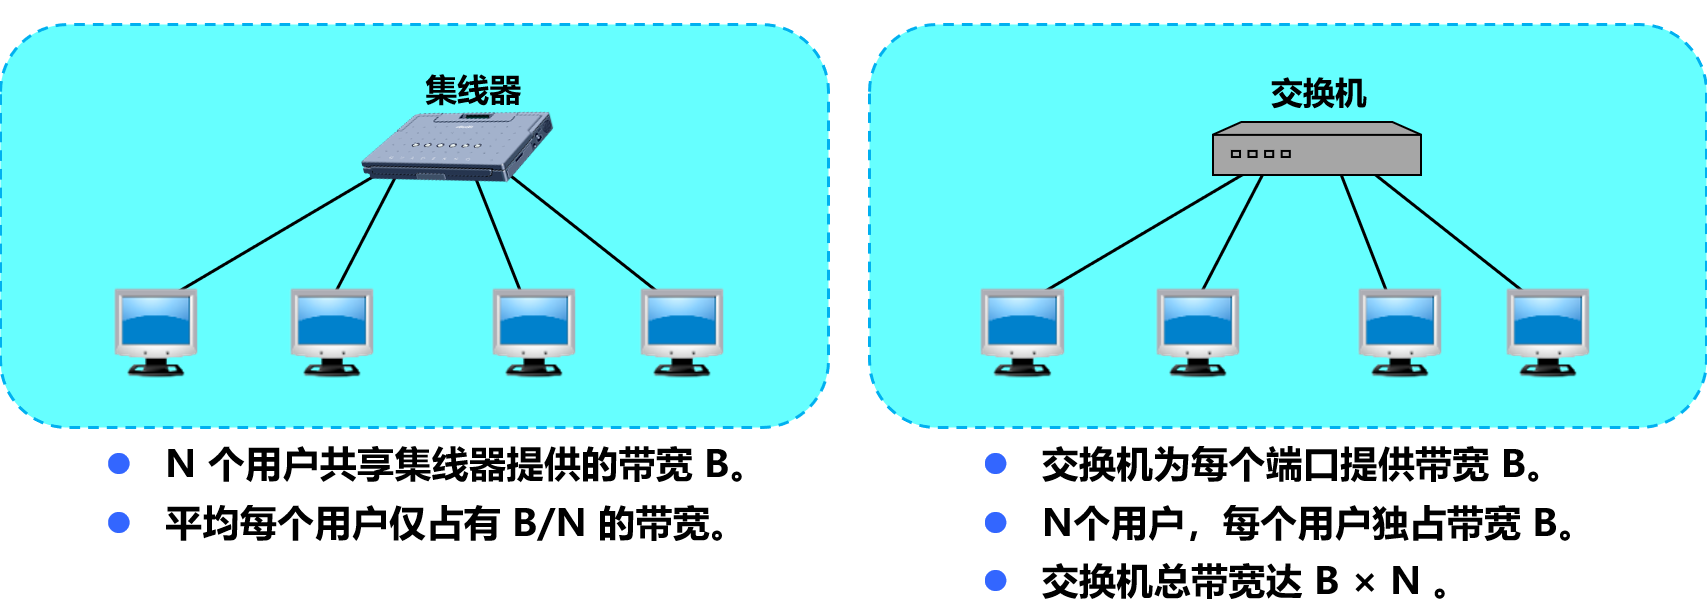 集线器
N 个用户共享集线器提供的带宽 B。
平均每个用户仅占有 B/N 的带宽。
交换机
交换机为每个端口提供带宽 B。
N个用户，每个用户独占带宽 B。
交换机总带宽达 B × N 。